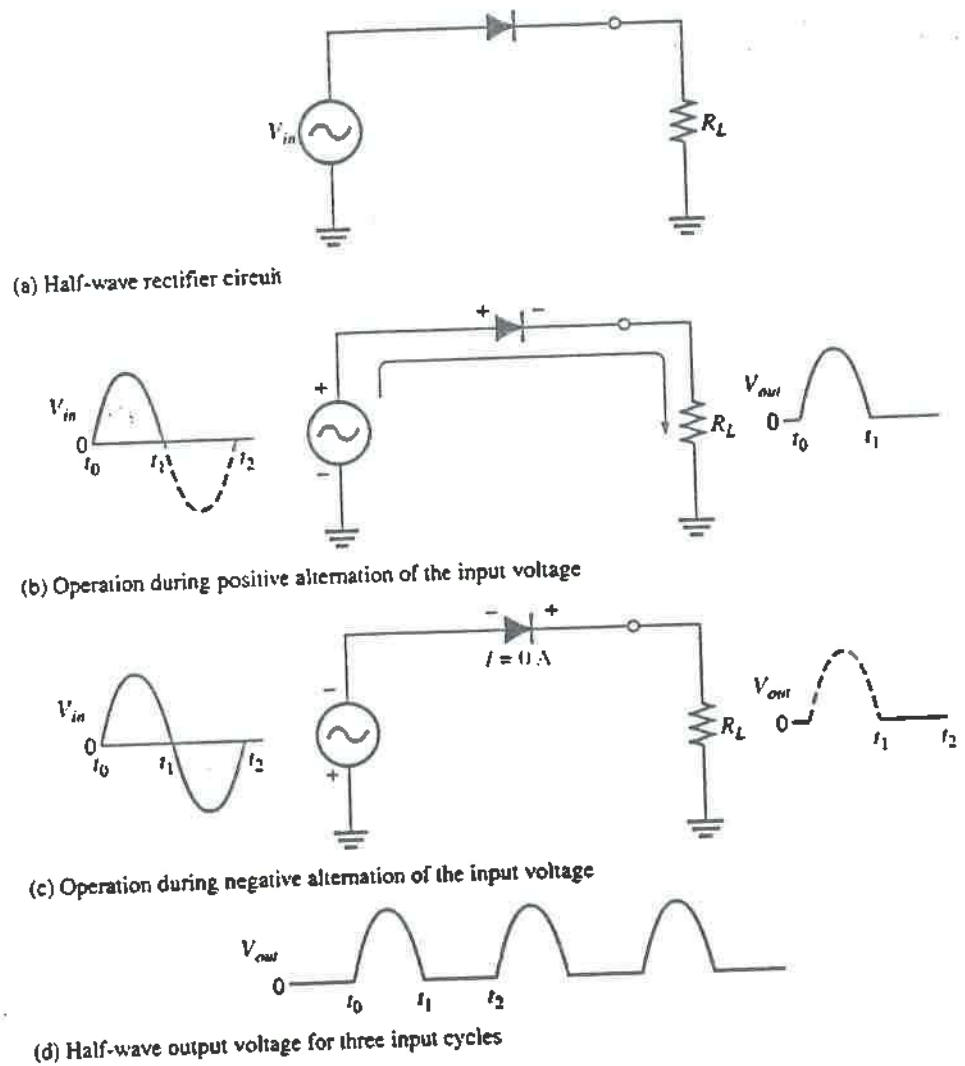 V_in
R_L
(a) Half-wave rectifier circuit
+ -
V_in
0
t_0 t_1 t_2
+
-
R_L
V_out
0
t_0 t_1
(b) Operation during positive alternation of the input voltage
- +
I = 0 A
V_in
0
t_0 t_1 t_2
-
+
R_L
V_out
0
t_1 t_2
(c) Operation during negative alternation of the input voltage
V_out
0
t_0 t_1 t_2
(d) Half-wave output voltage for three input cycles